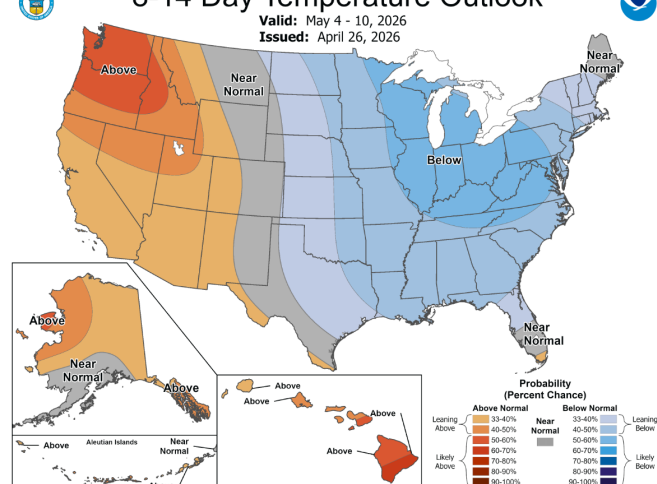 8-14 Day Temperature Outlook
Valid: May 4 - 10, 2026
Issued: April 26, 2026
Above
Near
Normal
Near
Normal
Below
Near
Normal
Above
Near
Normal
Above
Above
Above
Above
Above
Above
Aleutian Islands
Near
Normal
Probability
(Percent Chance)
Above Normal
Near
Normal
Below Normal
Leaning
Above
33-40%
40-50%
Likely
Above
50-60%
60-70%
70-80%
80-90%
90-100%
33-40%
40-50%
Leaning
Below
50-60%
60-70%
70-80%
80-90%
90-100%
Likely
Below